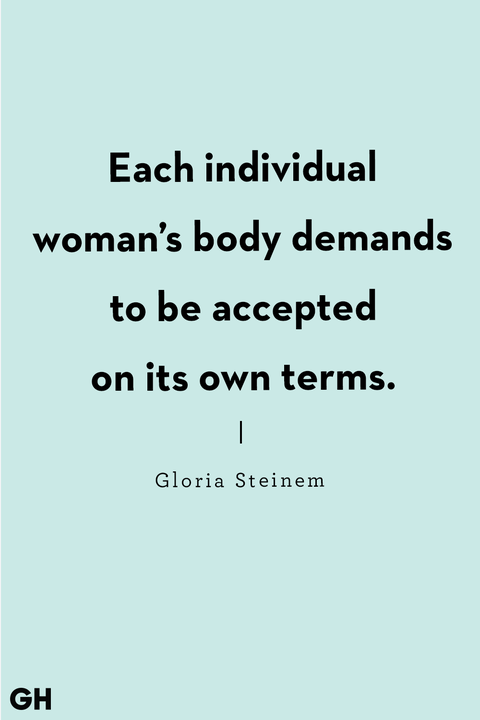 Each individual
woman’s body demands
to be accepted
on its own terms.
Gloria Steinem
GH